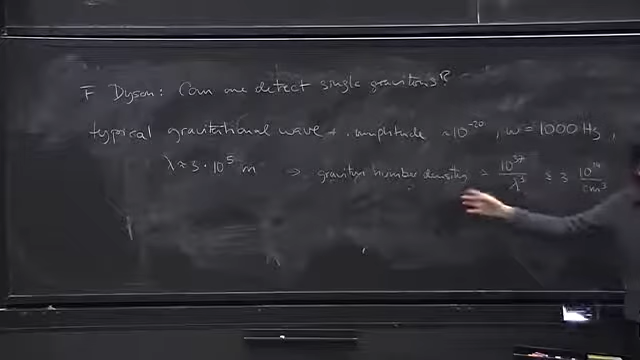 F Dyson: Can one detect single gravitons?
typical gravitational wave amplitude ~10^-20, ω = 1000 Hz,
λ ≈ 3 · 10^5 m → graviton number density ≈ 10^37/λ^3 ≈ 3 10^14/cm^3